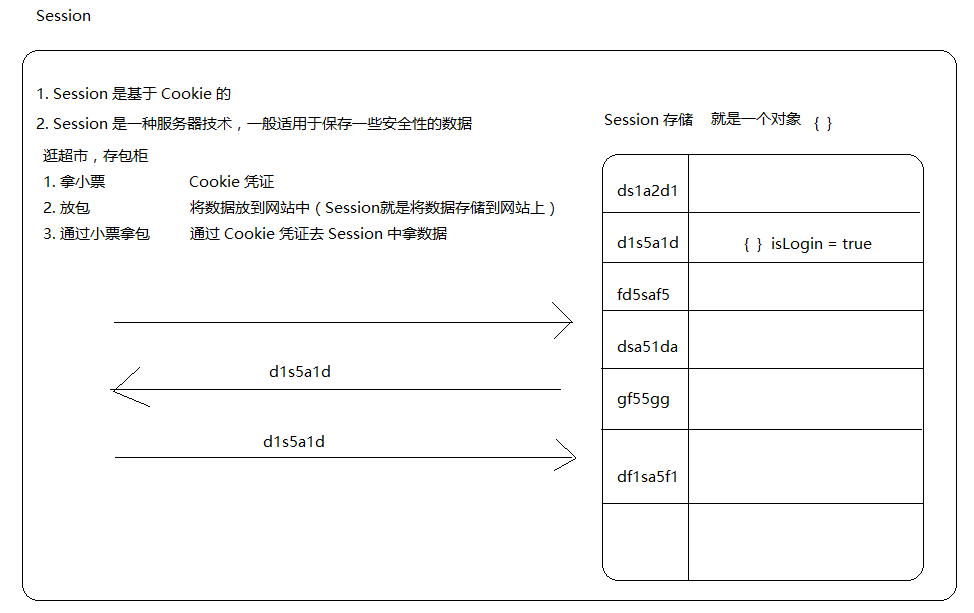 Session
1. Session 是基于 Cookie 的
2. Session 是一种服务器技术，一般适用于保存一些安全性的数据
逛超市，存包柜
1. 拿小票 Cookie 凭证
2. 放包 将数据放到网站中（Session就是将数据存储到网站上）
3. 通过小票拿包 通过 Cookie 凭证去 Session 中拿数据
d1s5a1d
d1s5a1d
Session 存储 就是一个对象 { }
ds1a2d1
d1s5a1d { } isLogin = true
fd5saf5
dsa51da
gf55gg
df1sa5f1